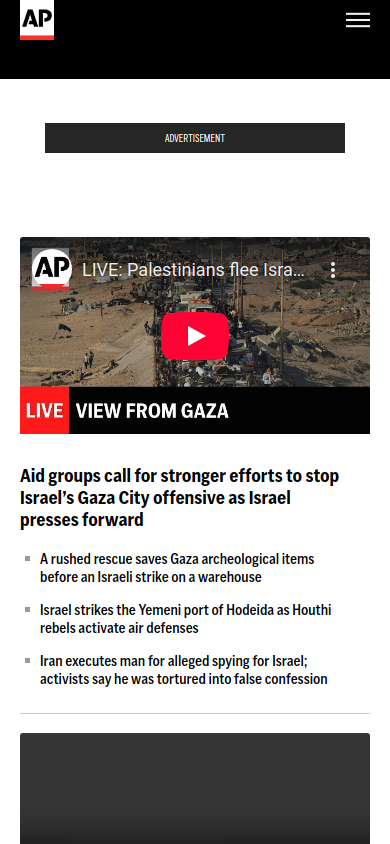 AP
ADVERTISEMENT
AP LIVE: Palestinians flee Isra...
LIVE VIEW FROM GAZA
Aid groups call for stronger efforts to stop
Israel’s Gaza City offensive as Israel
presses forward
A rushed rescue saves Gaza archeological items
before an Israeli strike on a warehouse
Israel strikes the Yemeni port of Hodeida as Houthi
rebels activate air defenses
Iran executes man for alleged spying for Israel;
activists say he was tortured into false confession